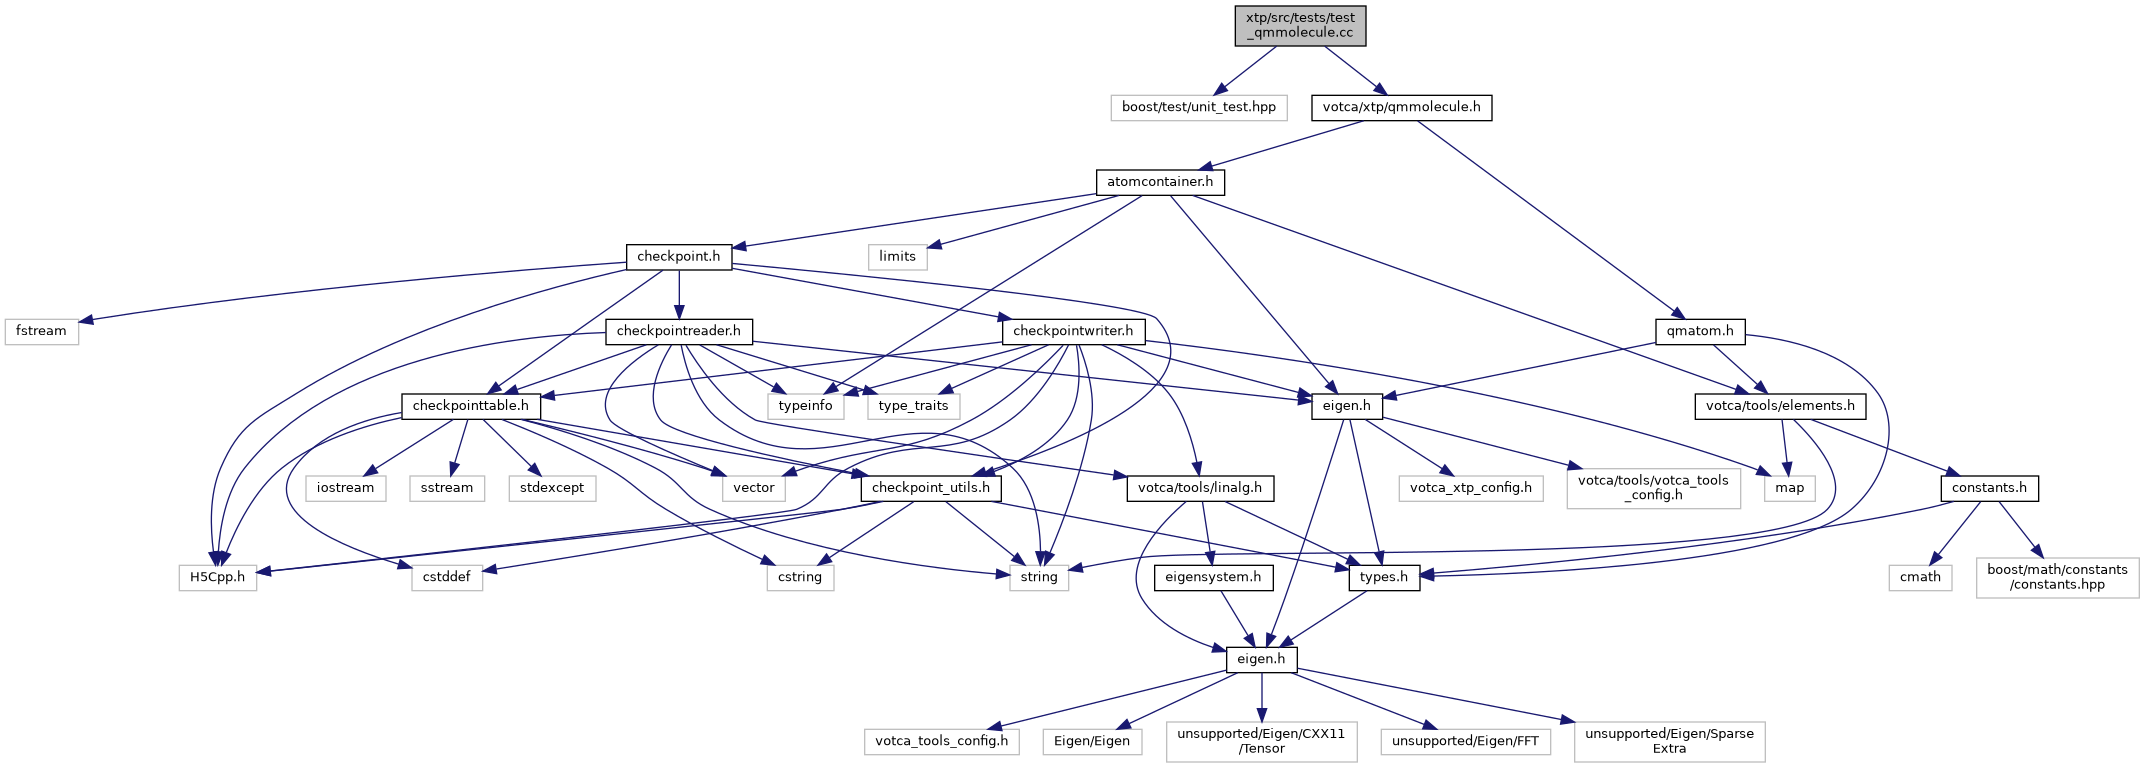 xtp/src/tests/test
_qmmolecule.cc
boost/test/unit_test.hpp
votca/xtp/qmmolecule.h
atomcontainer.h
checkpoint.h
limits
fstream
checkpointreader.h
checkpointwriter.h
qmatom.h
checkpointtable.h
typeinfo
type_traits
eigen.h
votca/tools/elements.h
iostream
sstream
stdexcept
vector
checkpoint_utils.h
votca/tools/linalg.h
votca_xtp_config.h
votca/tools/votca_tools
_config.h
map
constants.h
H5Cpp.h
cstddef
cstring
string
eigensystem.h
types.h
cmath
boost/math/constants
/constants.hpp
eigen.h
votca_tools_config.h
Eigen/Eigen
unsupported/Eigen/CXX11
/Tensor
unsupported/Eigen/FFT
unsupported/Eigen/Sparse
Extra